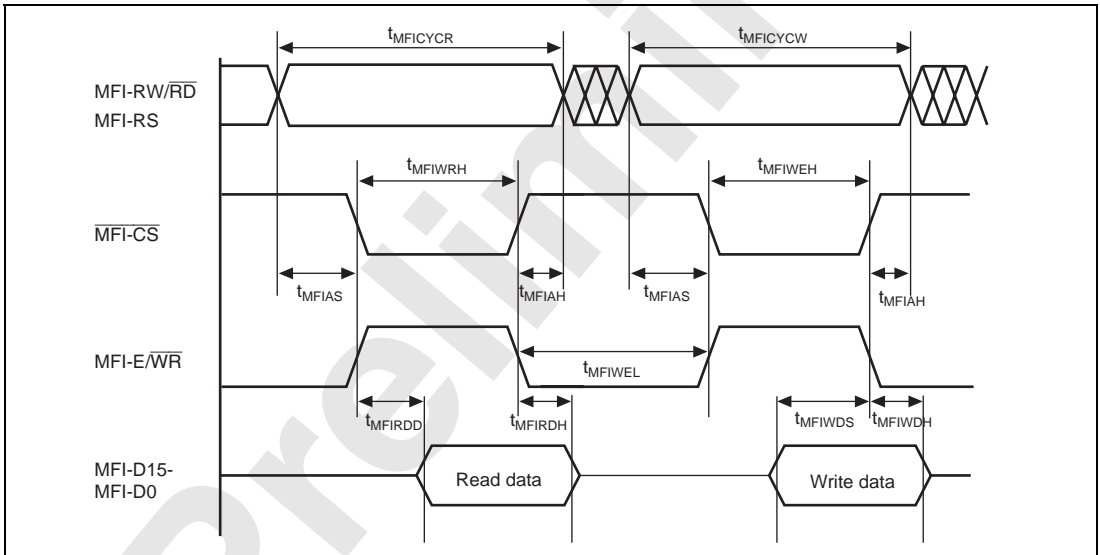 tMFICYCR tMFICYCW
MFI-RW/RD
MFI-RS
tMFIWRH tMFIWEH
MFI-CS
tMFIAS tMFIAH tMFIAS tMFIAH
MFI-E/WR
tMFIWEL
tMFIRDD tMFIRDH tMFIWDS tMFIWDH
MFI-D15-
MFI-D0
Read data Write data
Prelimi